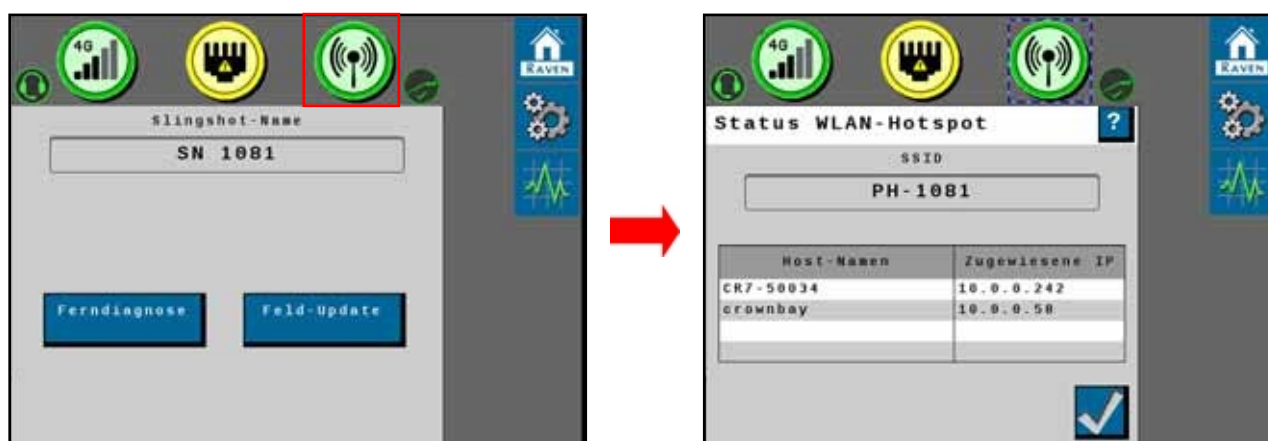 4G
RAVEN
Slingshot-Name
SN 1081
Ferndiagnose
Feld-Update
4G
RAVEN
Status WLAN-Hotspot
?
SSID
PH-1081
Host-Namen Zugewiesene IP
CR7-50034 10.0.0.242
crownbay 10.0.0.50